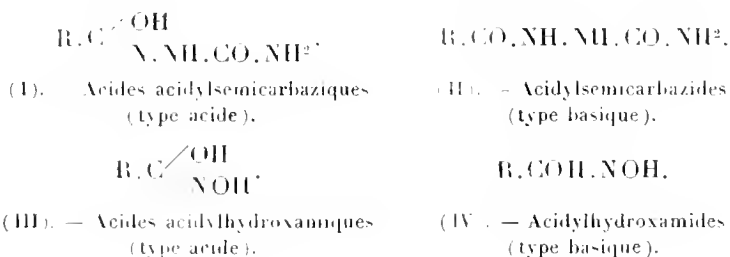 R.C OH
N.NH.CO.NH².
R.CO.NH.NH.CO.NH².
(I). Acides acidylsemicarbaziques
(type acide).
(II). — Acidylsemicarbazides
(type basique).
R.C OH
NOH.
R.COH.NOH.
(III). — Acides acidylhydroxamiques
(type acide).
(IV). — Acidylhydroxamides
(type basique).